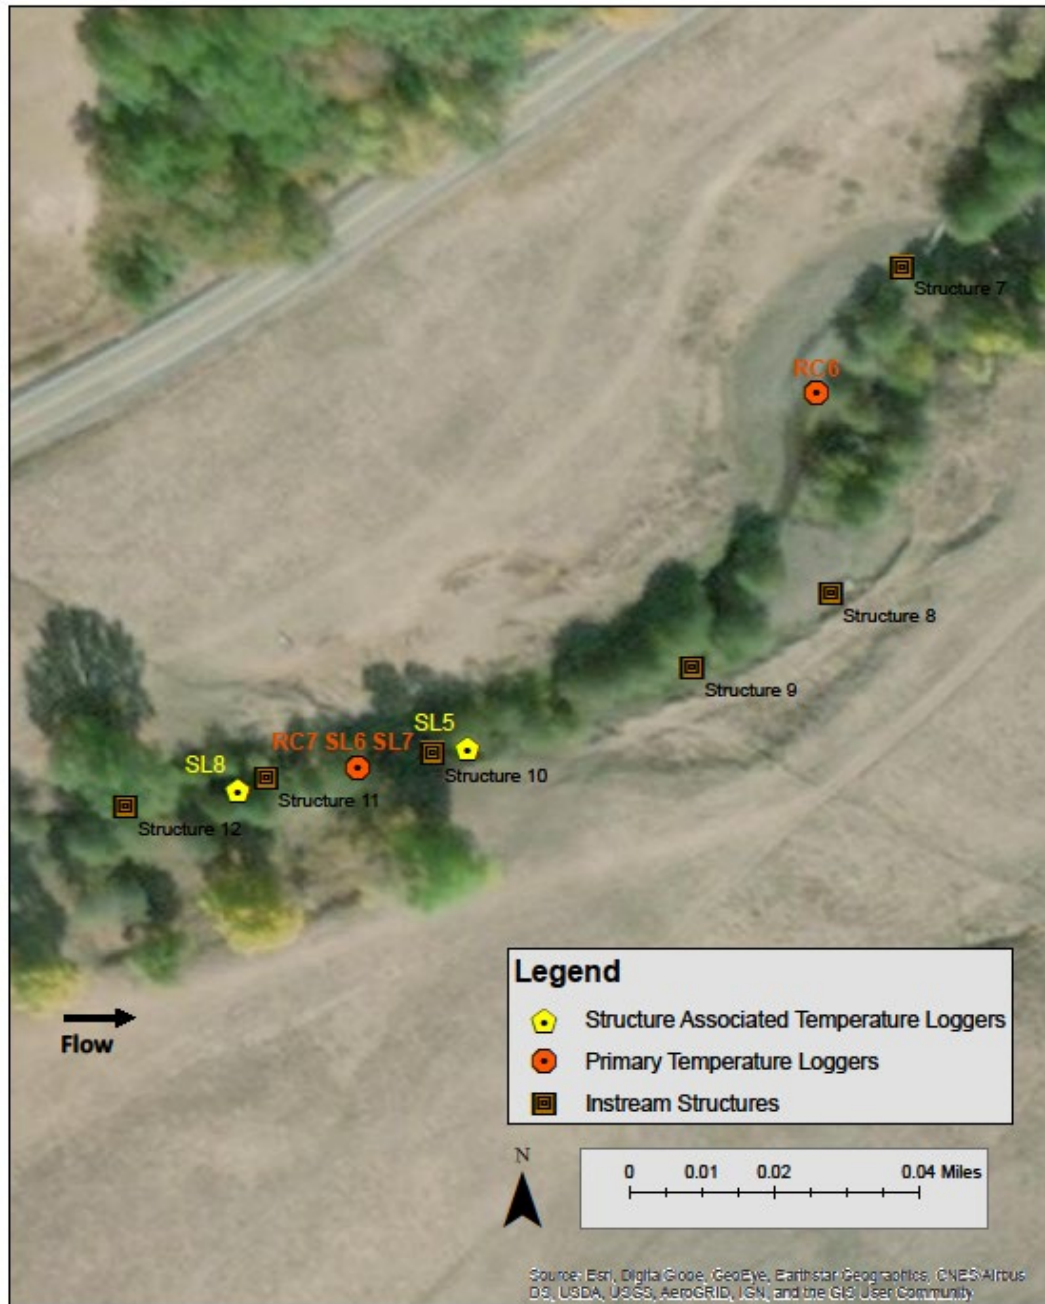 Structure 7
RC6
Structure 8
Structure 9
SL5
RC7 SL6 SL7
Structure 10
SL8
Structure 11
Structure 12
Legend
Structure Associated Temperature Loggers
Primary Temperature Loggers
Instream Structures
Flow
N
0 0.01 0.02 0.04 Miles
Source: Esri, DigitalGlobe, GeoEye, Earthstar Geographics, CNES/Airbus
DS, USDA, USGS, AeroGRID, IGN, and the GIS User Community